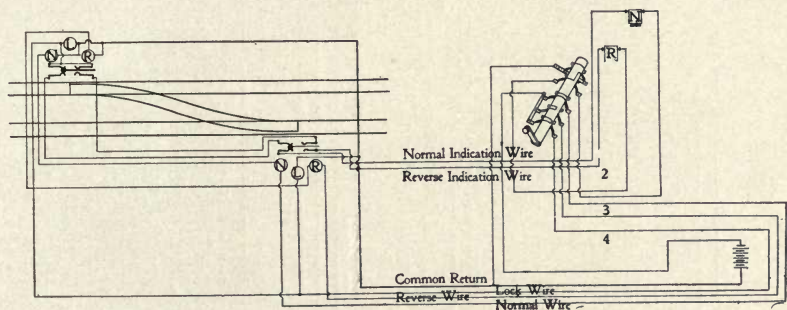 N
L
R
R
N
L
R
Normal Indication Wire
Reverse Indication Wire
2
3
4
Common Return
Lock Wire
Reverse Wire
Normal Wire
N